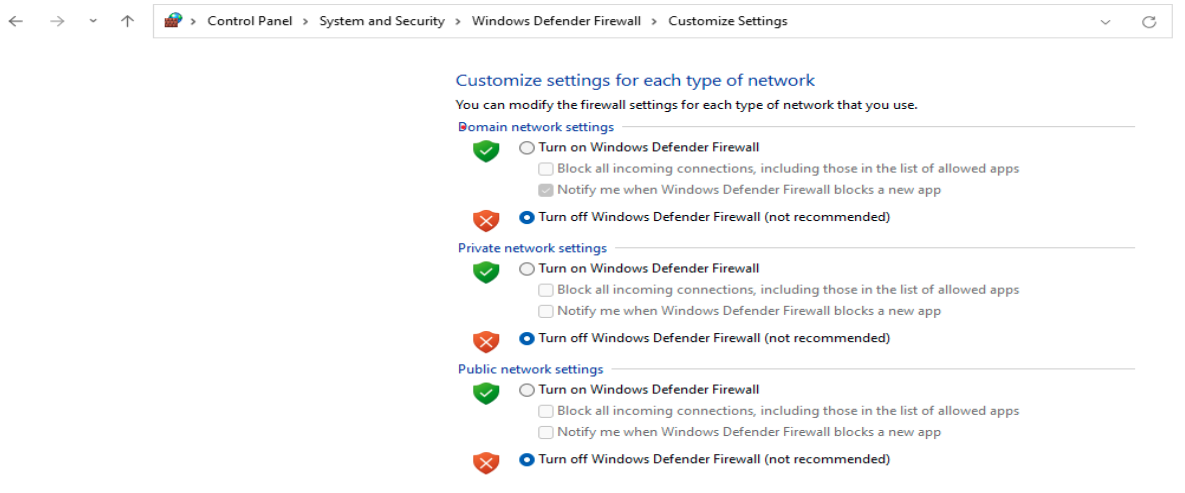 Control Panel > System and Security > Windows Defender Firewall > Customize Settings
Customize settings for each type of network
You can modify the firewall settings for each type of network that you use.
Domain network settings
Turn on Windows Defender Firewall
Block all incoming connections, including those in the list of allowed apps
Notify me when Windows Defender Firewall blocks a new app
Turn off Windows Defender Firewall (not recommended)
Private network settings
Turn on Windows Defender Firewall
Block all incoming connections, including those in the list of allowed apps
Notify me when Windows Defender Firewall blocks a new app
Turn off Windows Defender Firewall (not recommended)
Public network settings
Turn on Windows Defender Firewall
Block all incoming connections, including those in the list of allowed apps
Notify me when Windows Defender Firewall blocks a new app
Turn off Windows Defender Firewall (not recommended)